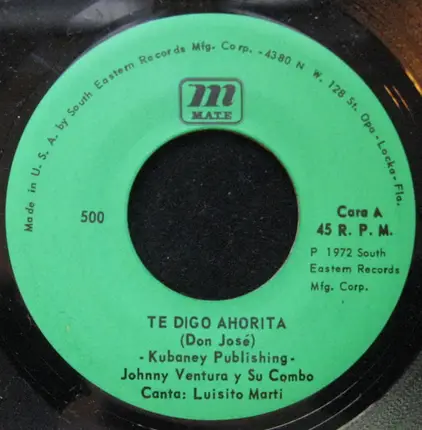 Made in U. S. A. by South Eastern Records Mfg. Corp. - 4380 N. W. 128 St. Opa - Locka - Fla.
m
MATE
500
Cara A
45 R. P. M.
P 1972 South
Eastern Records
Mfg. Corp.
TE DIGO AHORITA
(Don José)
- Kubaney Publishing -
Johnny Ventura y Su Combo
Canta: Luisito Marti